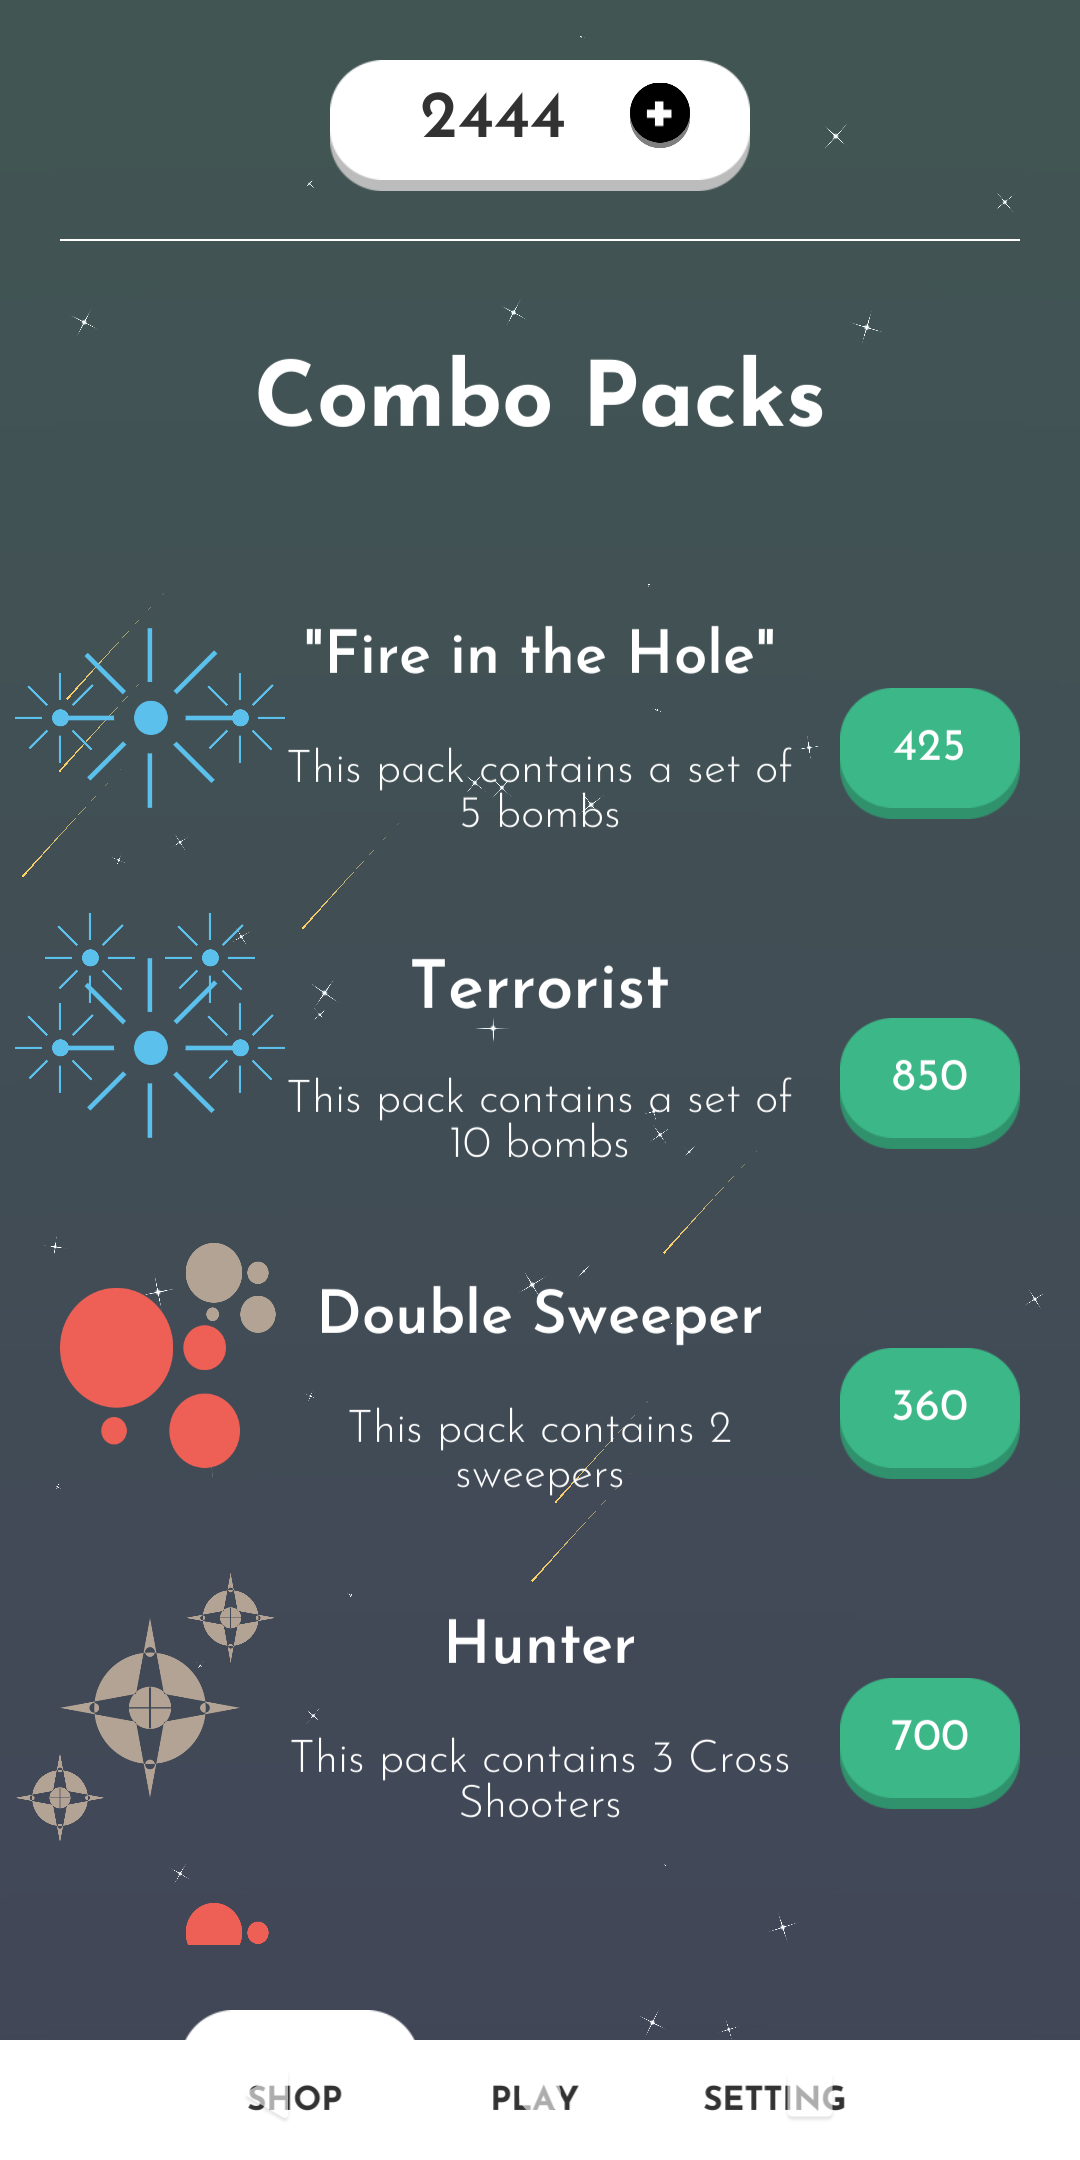 2444
Combo Packs
"Fire in the Hole"
This pack contains a set of
5 bombs
425
Terrorist
This pack contains a set of
10 bombs
850
Double Sweeper
This pack contains 2
sweepers
360
Hunter
This pack contains 3 Cross
Shooters
700
SHOP PLAY SETTING